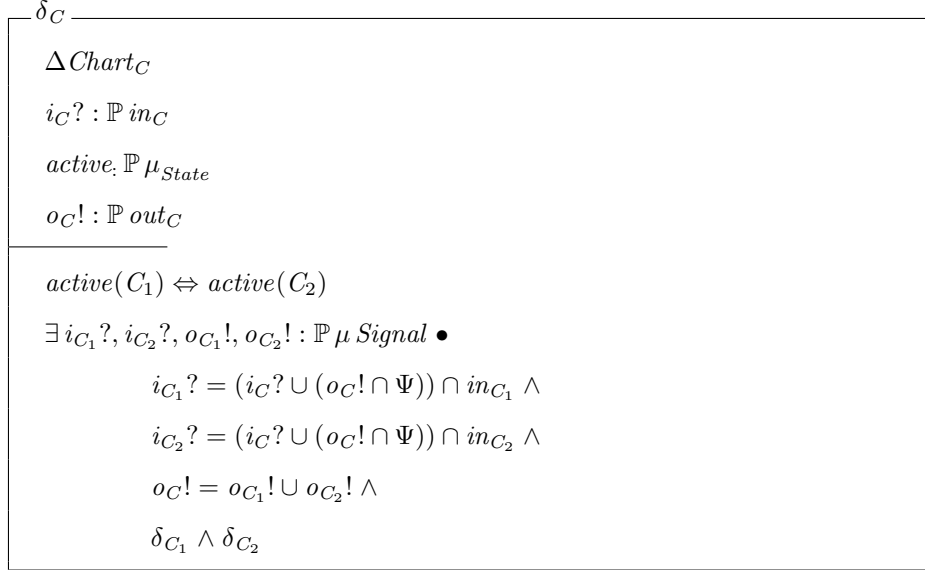 δ_C
Δ Chart_C
i_C? : ℙ in_C
active: ℙ μ_State
o_C! : ℙ out_C
active(C_1) ⇔ active(C_2)
∃ i_{C_1}?, i_{C_2}?, o_{C_1}!, o_{C_2}! : ℙ μ Signal •
i_{C_1}? = (i_C? ∪ (o_C! ∩ Ψ)) ∩ in_{C_1} ∧
i_{C_2}? = (i_C? ∪ (o_C! ∩ Ψ)) ∩ in_{C_2} ∧
o_C! = o_{C_1}! ∪ o_{C_2}! ∧
δ_{C_1} ∧ δ_{C_2}